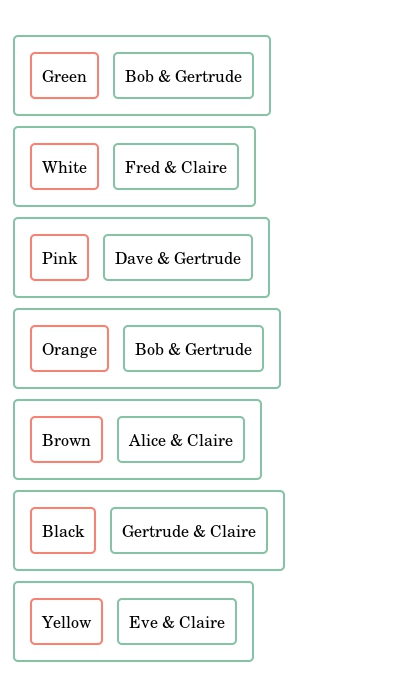 Green Bob & Gertrude
White Fred & Claire
Pink Dave & Gertrude
Orange Bob & Gertrude
Brown Alice & Claire
Black Gertrude & Claire
Yellow Eve & Claire